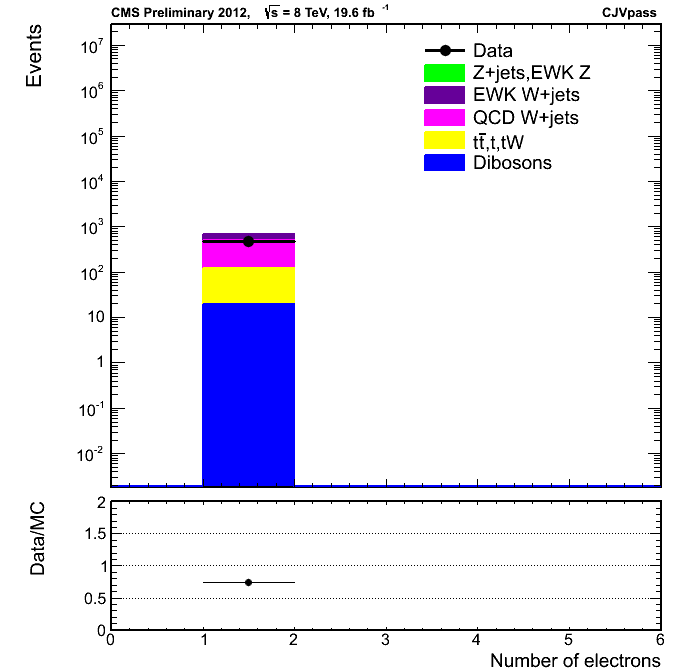 CMS Preliminary 2012, √s = 8 TeV, 19.6 fb⁻¹ CJVpass
Events
10⁷
10⁶
10⁵
10⁴
10³
10²
10
1
10⁻¹
10⁻²
Data
Z+jets,EWK Z
EWK W+jets
QCD W+jets
tt̄,t,tW
Dibosons
Data/MC
2
1.5
1
0.5
0
0 1 2 3 4 5 6
Number of electrons